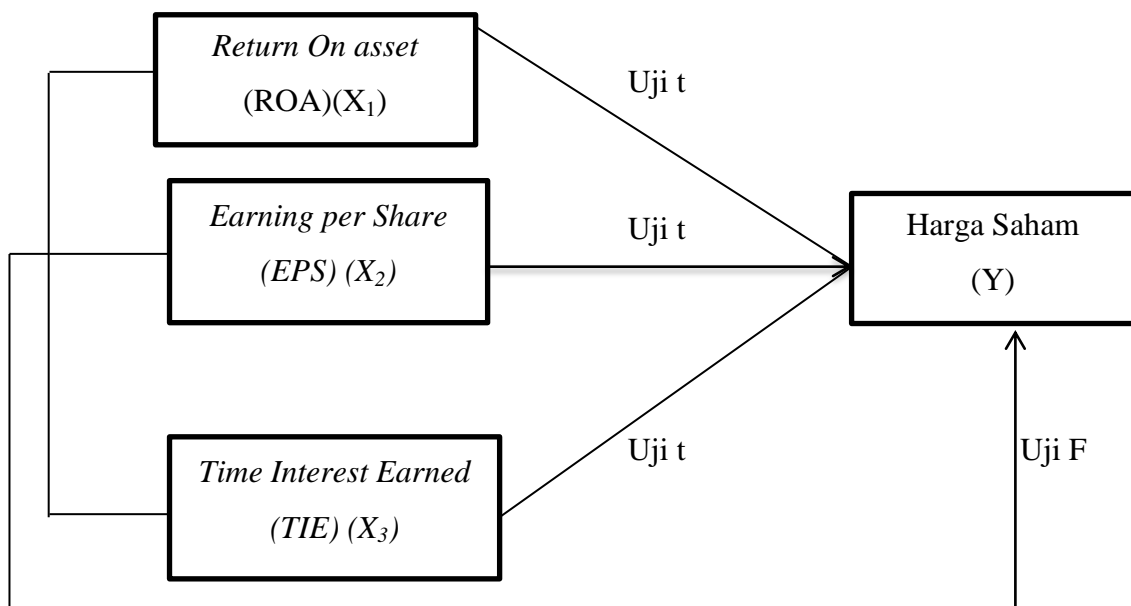 Return On asset
(ROA)(X₁)
Uji t
Earning per Share
(EPS) (X₂)
Uji t
Harga Saham
(Y)
Time Interest Earned
(TIE) (X₃)
Uji t
Uji F